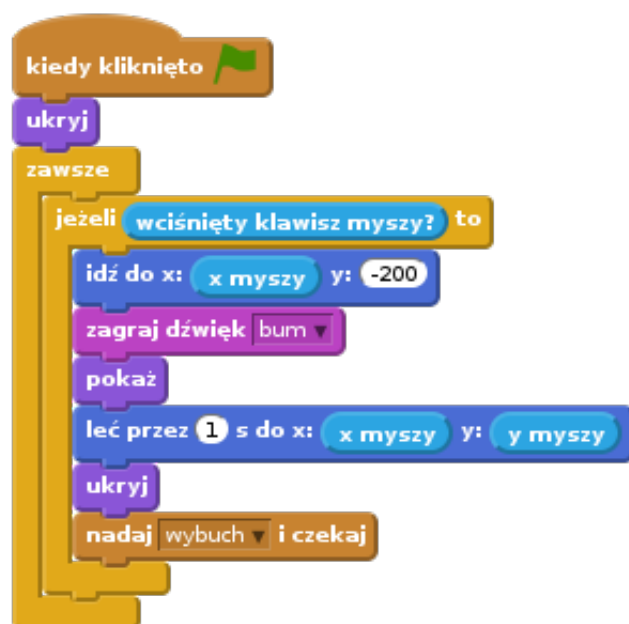 kiedy kliknięto
ukryj
zawsze
jeżeli wciśnięty klawisz myszy? to
idź do x: x myszy y: -200
zagraj dźwięk bum
pokaż
leć przez 1 s do x: x myszy y: y myszy
ukryj
nadaj wybuch i czekaj